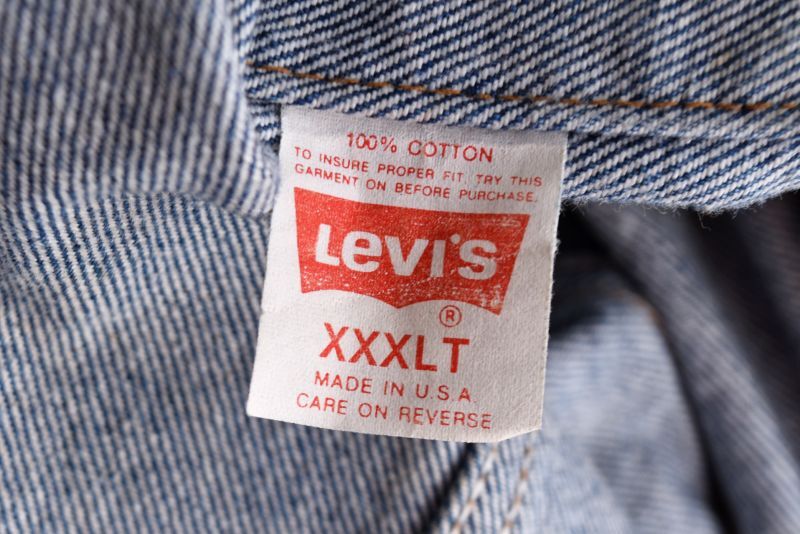 100% COTTON
TO INSURE PROPER FIT, TRY THIS
GARMENT ON BEFORE PURCHASE.
LEVI'S
®
XXXLT
MADE IN U.S.A.
CARE ON REVERSE